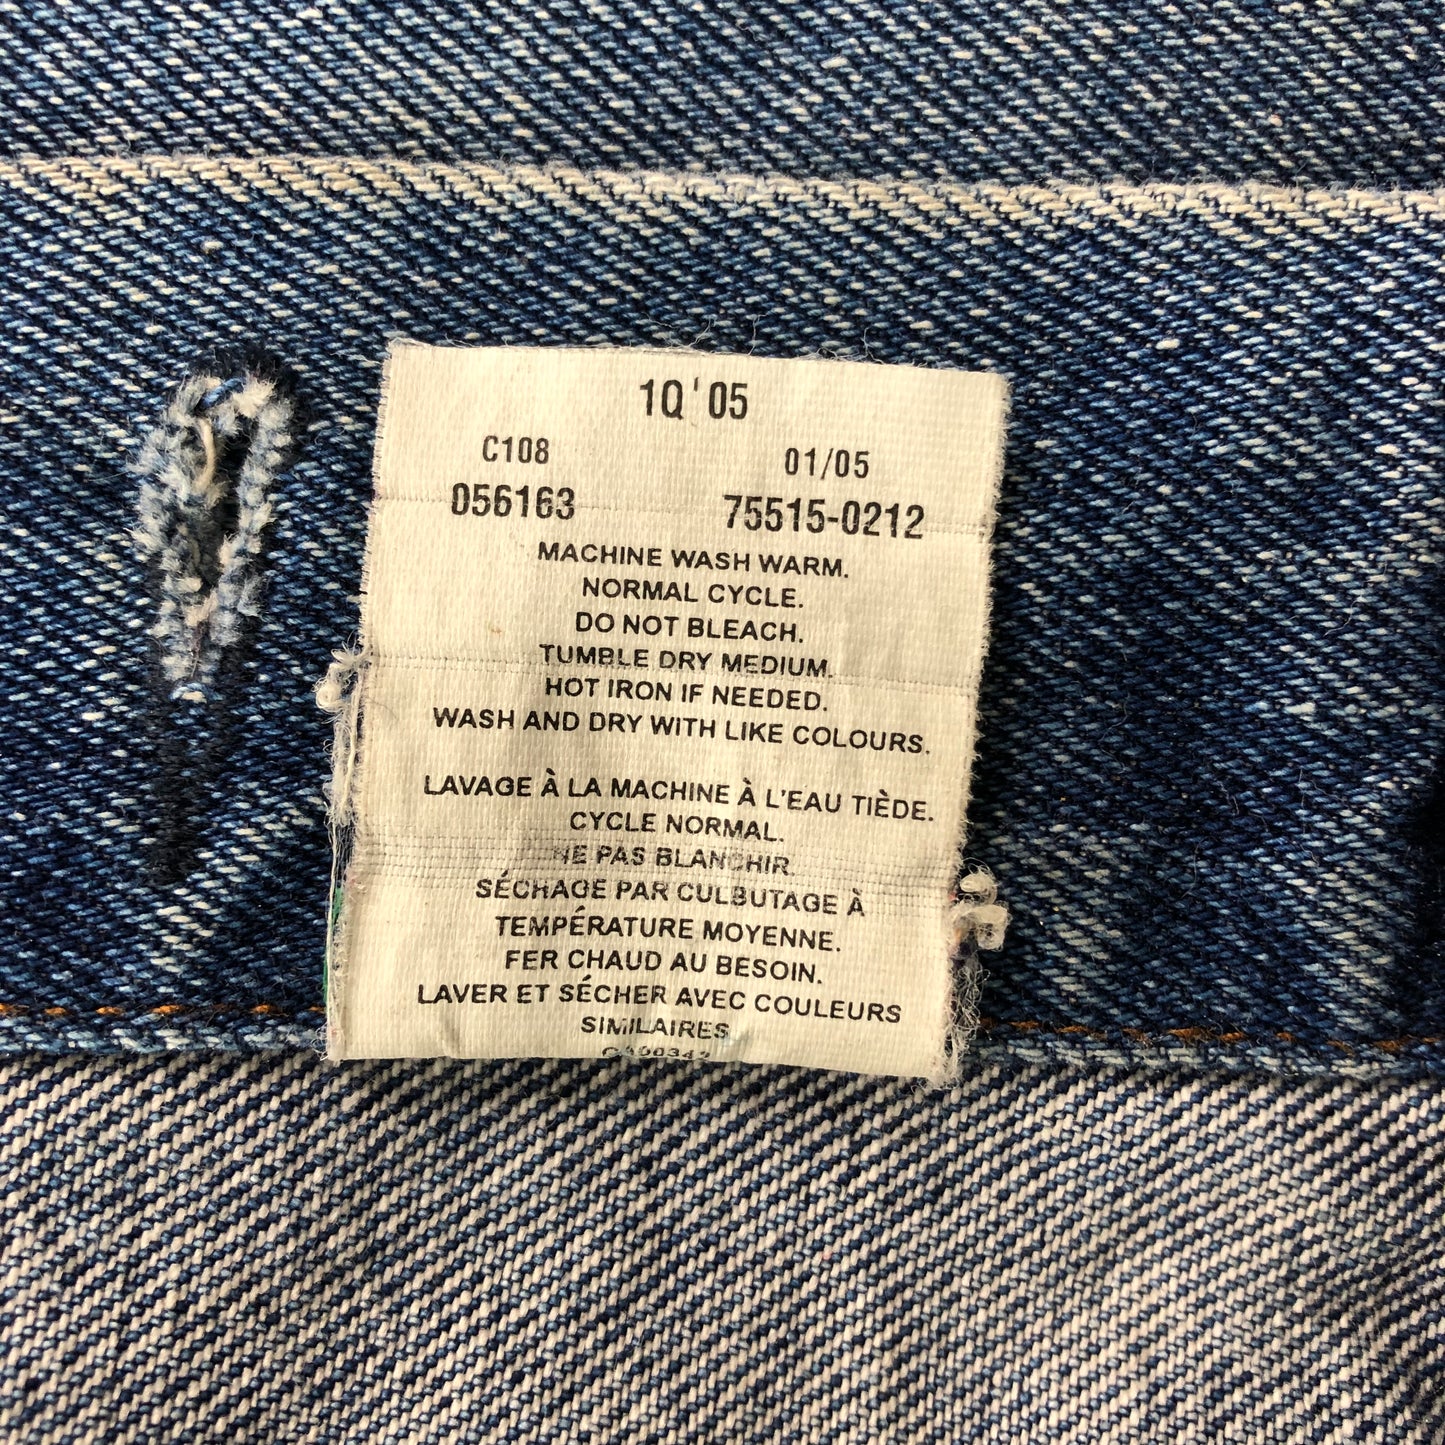 1Q'05
C108 01/05
056163 75515-0212
MACHINE WASH WARM.
NORMAL CYCLE.
DO NOT BLEACH.
TUMBLE DRY MEDIUM.
HOT IRON IF NEEDED.
WASH AND DRY WITH LIKE COLOURS.
LAVAGE À LA MACHINE À L'EAU TIÈDE.
CYCLE NORMAL.
NE PAS BLANCHIR
SÉCHAGE PAR CULBUTAGE À
TEMPÉRATURE MOYENNE.
FER CHAUD AU BESOIN.
LAVER ET SÉCHER AVEC COULEURS
SIMILAIRES